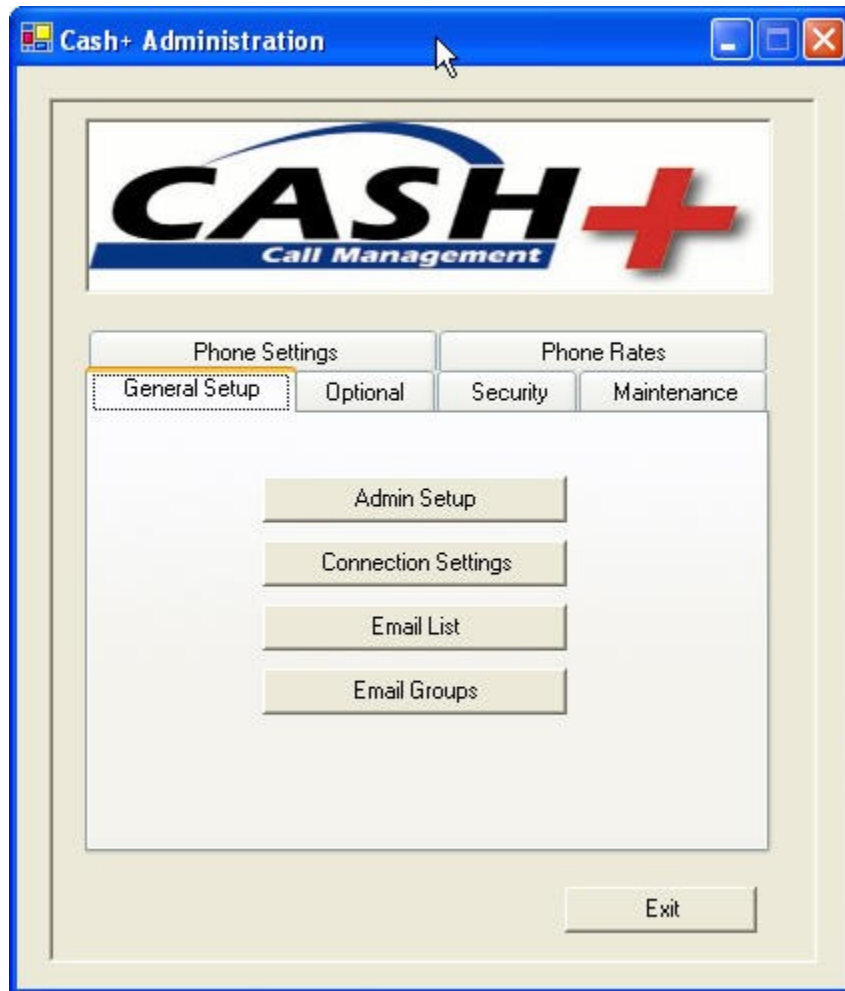 Cash+ Administration
CASH+
Call Management
Phone Settings Phone Rates
General Setup Optional Security Maintenance
Admin Setup
Connection Settings
Email List
Email Groups
Exit